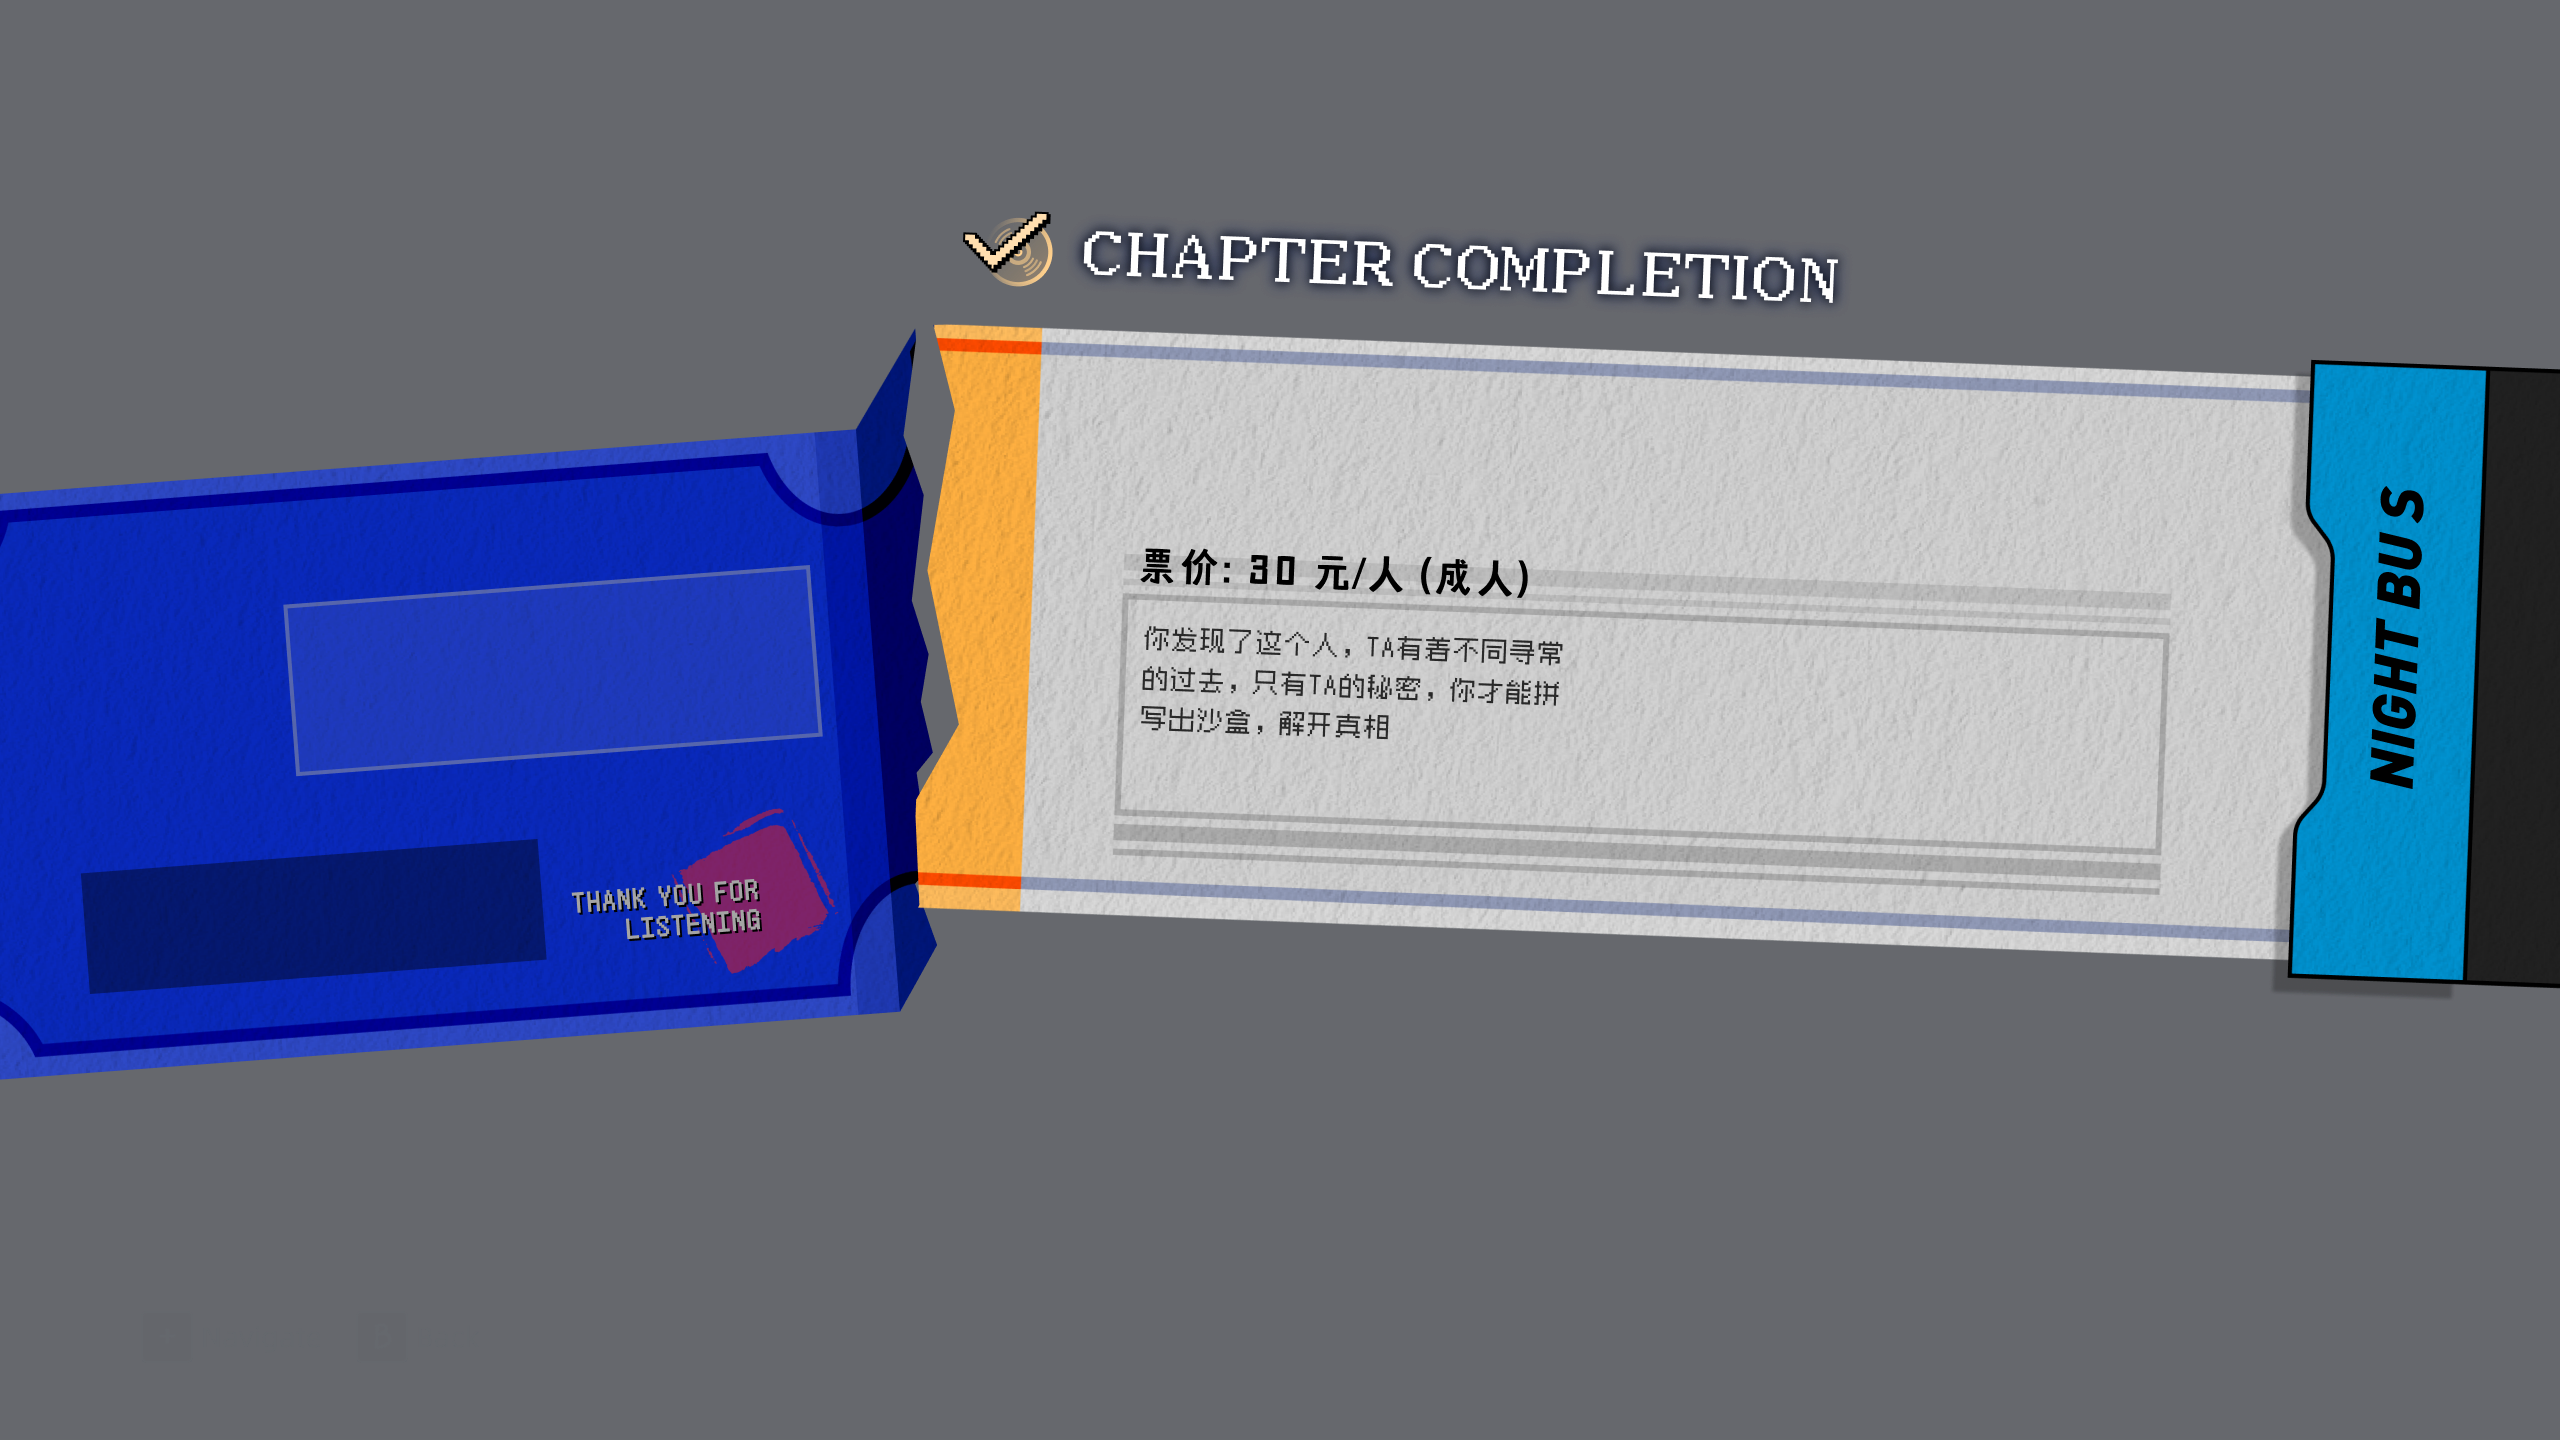 CHAPTER COMPLETION
票价: 30 元/人 (成人)
你发现了这个人，TA有着不同寻常
的过去，只有TA的秘密，你才能拼
写出沙盒，解开真相
THANK YOU FOR
LISTENING
NIGHT BUS